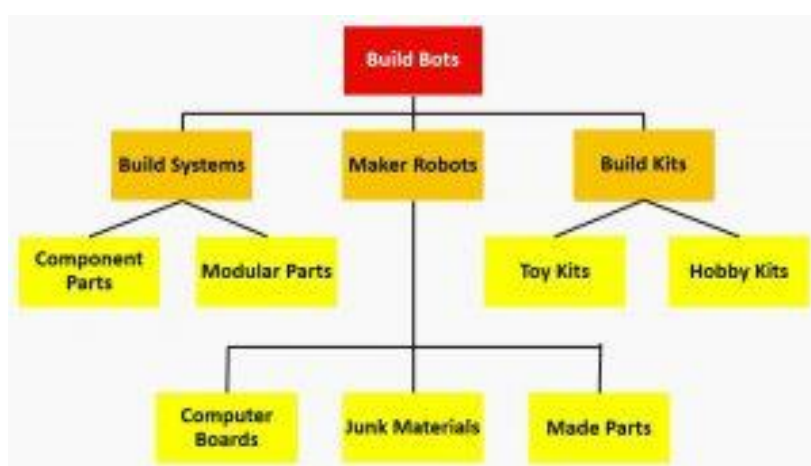 Build Bots
Build Systems
Maker Robots
Build Kits
Component
Parts
Modular Parts
Toy Kits
Hobby Kits
Computer
Boards
Junk Materials
Made Parts